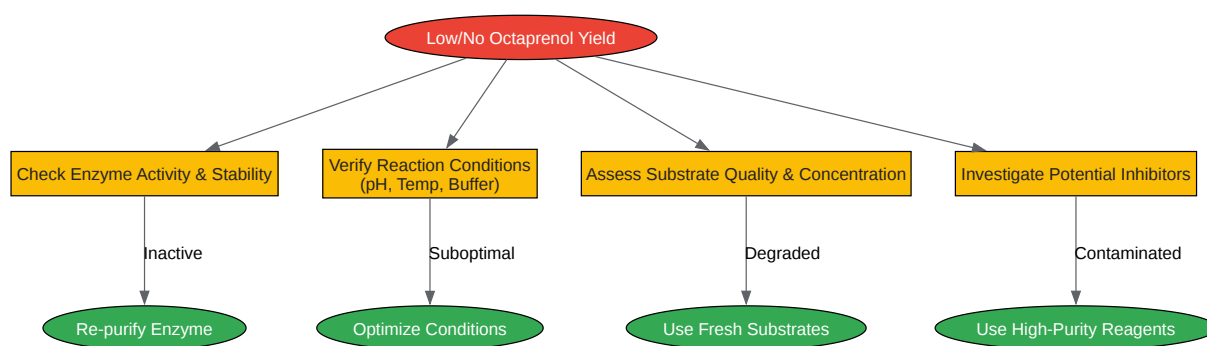 Low/No Octaprenol Yield
Check Enzyme Activity & Stability
Verify Reaction Conditions
(pH, Temp, Buffer)
Assess Substrate Quality & Concentration
Investigate Potential Inhibitors
Inactive
Suboptimal
Degraded
Contaminated
Re-purify Enzyme
Optimize Conditions
Use Fresh Substrates
Use High-Purity Reagents